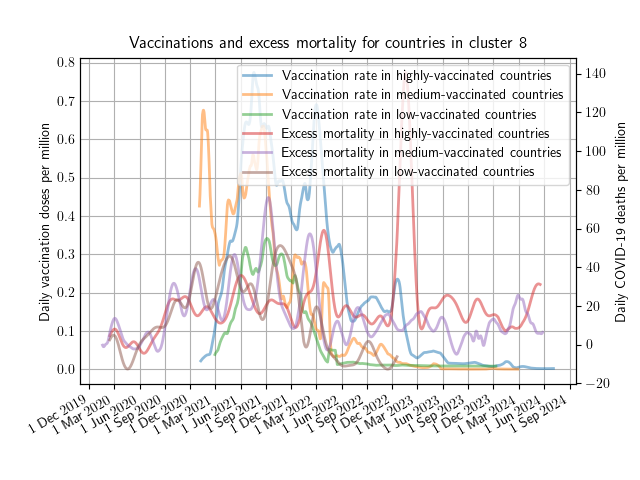 Vaccinations and excess mortality for countries in cluster 8
Vaccination rate in highly-vaccinated countries
Vaccination rate in medium-vaccinated countries
Vaccination rate in low-vaccinated countries
Excess mortality in highly-vaccinated countries
Excess mortality in medium-vaccinated countries
Excess mortality in low-vaccinated countries
Daily vaccination doses per million
0.8
0.7
0.6
0.5
0.4
0.3
0.2
0.1
0.0
Daily COVID-19 deaths per million
140
120
100
80
60
40
20
0
−20
1 Dec 2019
1 Mar 2020
1 Jun 2020
1 Sep 2020
1 Dec 2020
1 Mar 2021
1 Jun 2021
1 Sep 2021
1 Dec 2021
1 Mar 2022
1 Jun 2022
1 Sep 2022
1 Dec 2022
1 Mar 2023
1 Jun 2023
1 Sep 2023
1 Dec 2023
1 Mar 2024
1 Jun 2024
1 Sep 2024